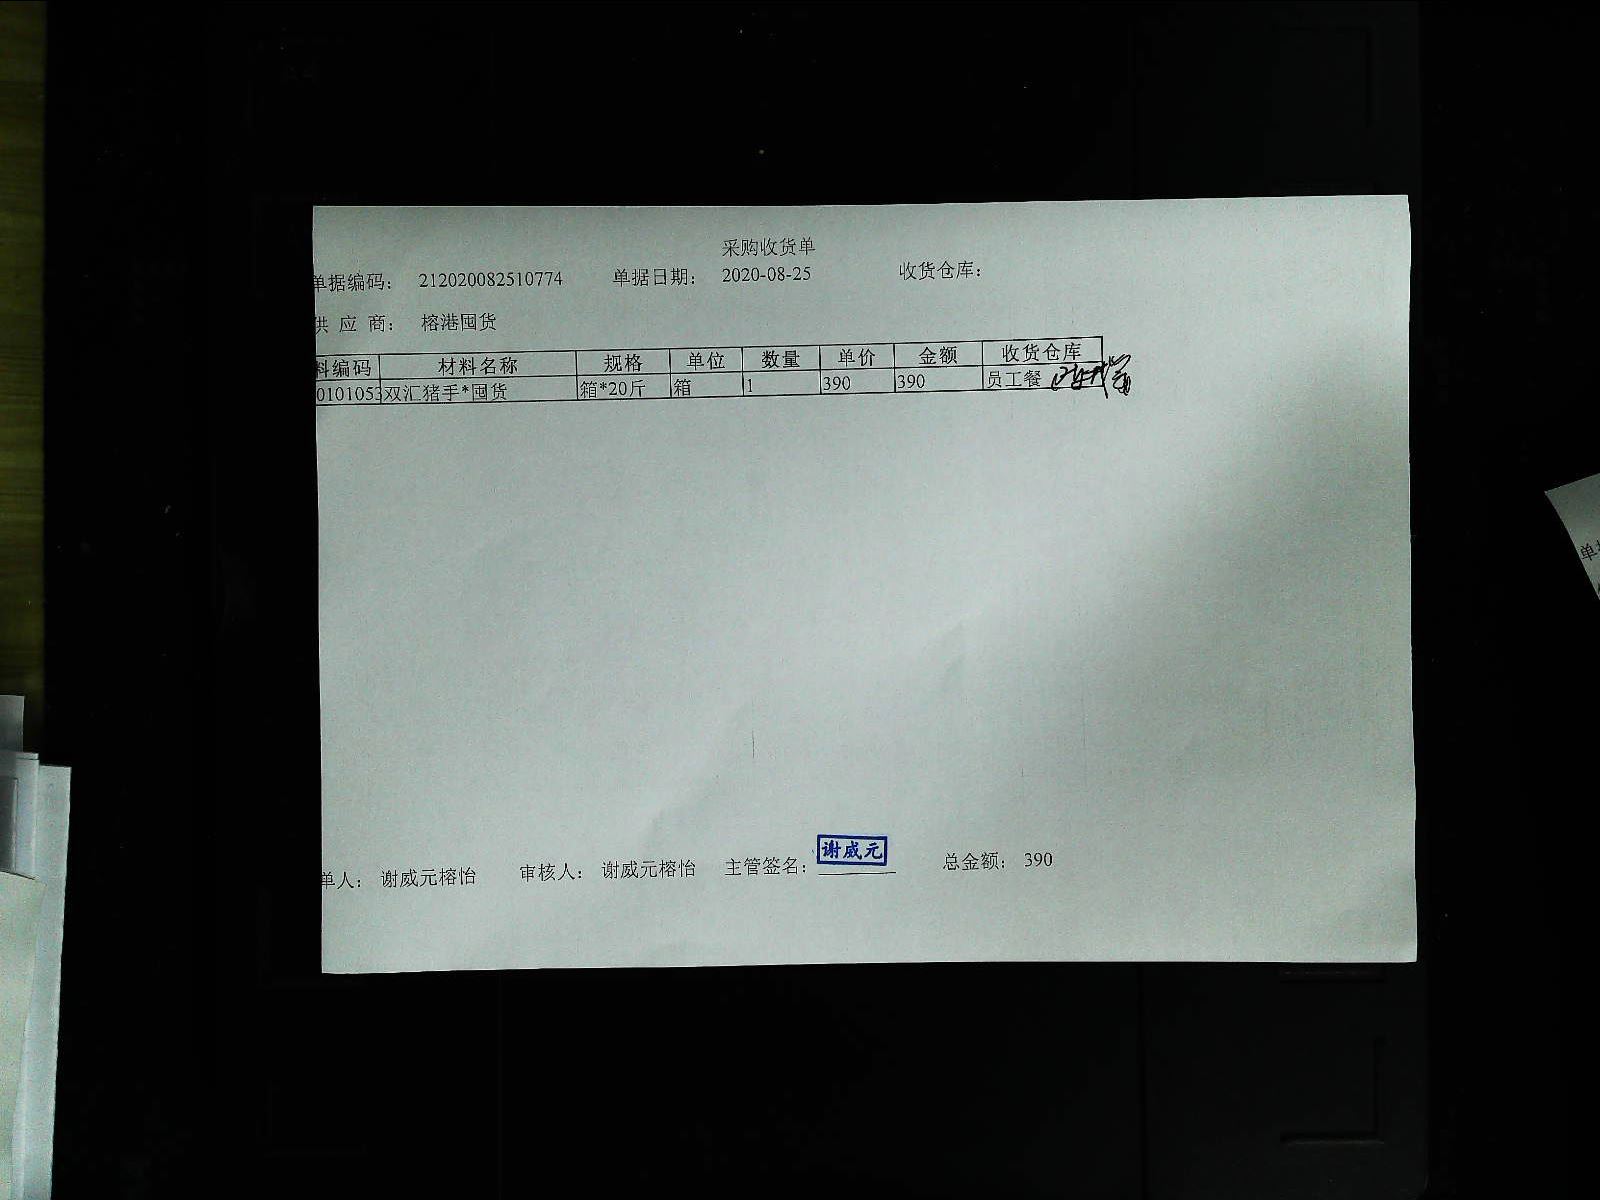 采购收货单
单据编码： 212020082510774 单据日期： 2020-08-25 收货仓库：
供 应 商： 榕港囤货
料编码 材料名称 规格 单位 数量 单价 金额 收货仓库
0101053 双汇猪手*囤货 箱*20斤 箱 1 390 390 员工餐
单人： 谢威元榕怡 审核人： 谢威元榕怡 主管签名： 谢威元 总金额： 390
单